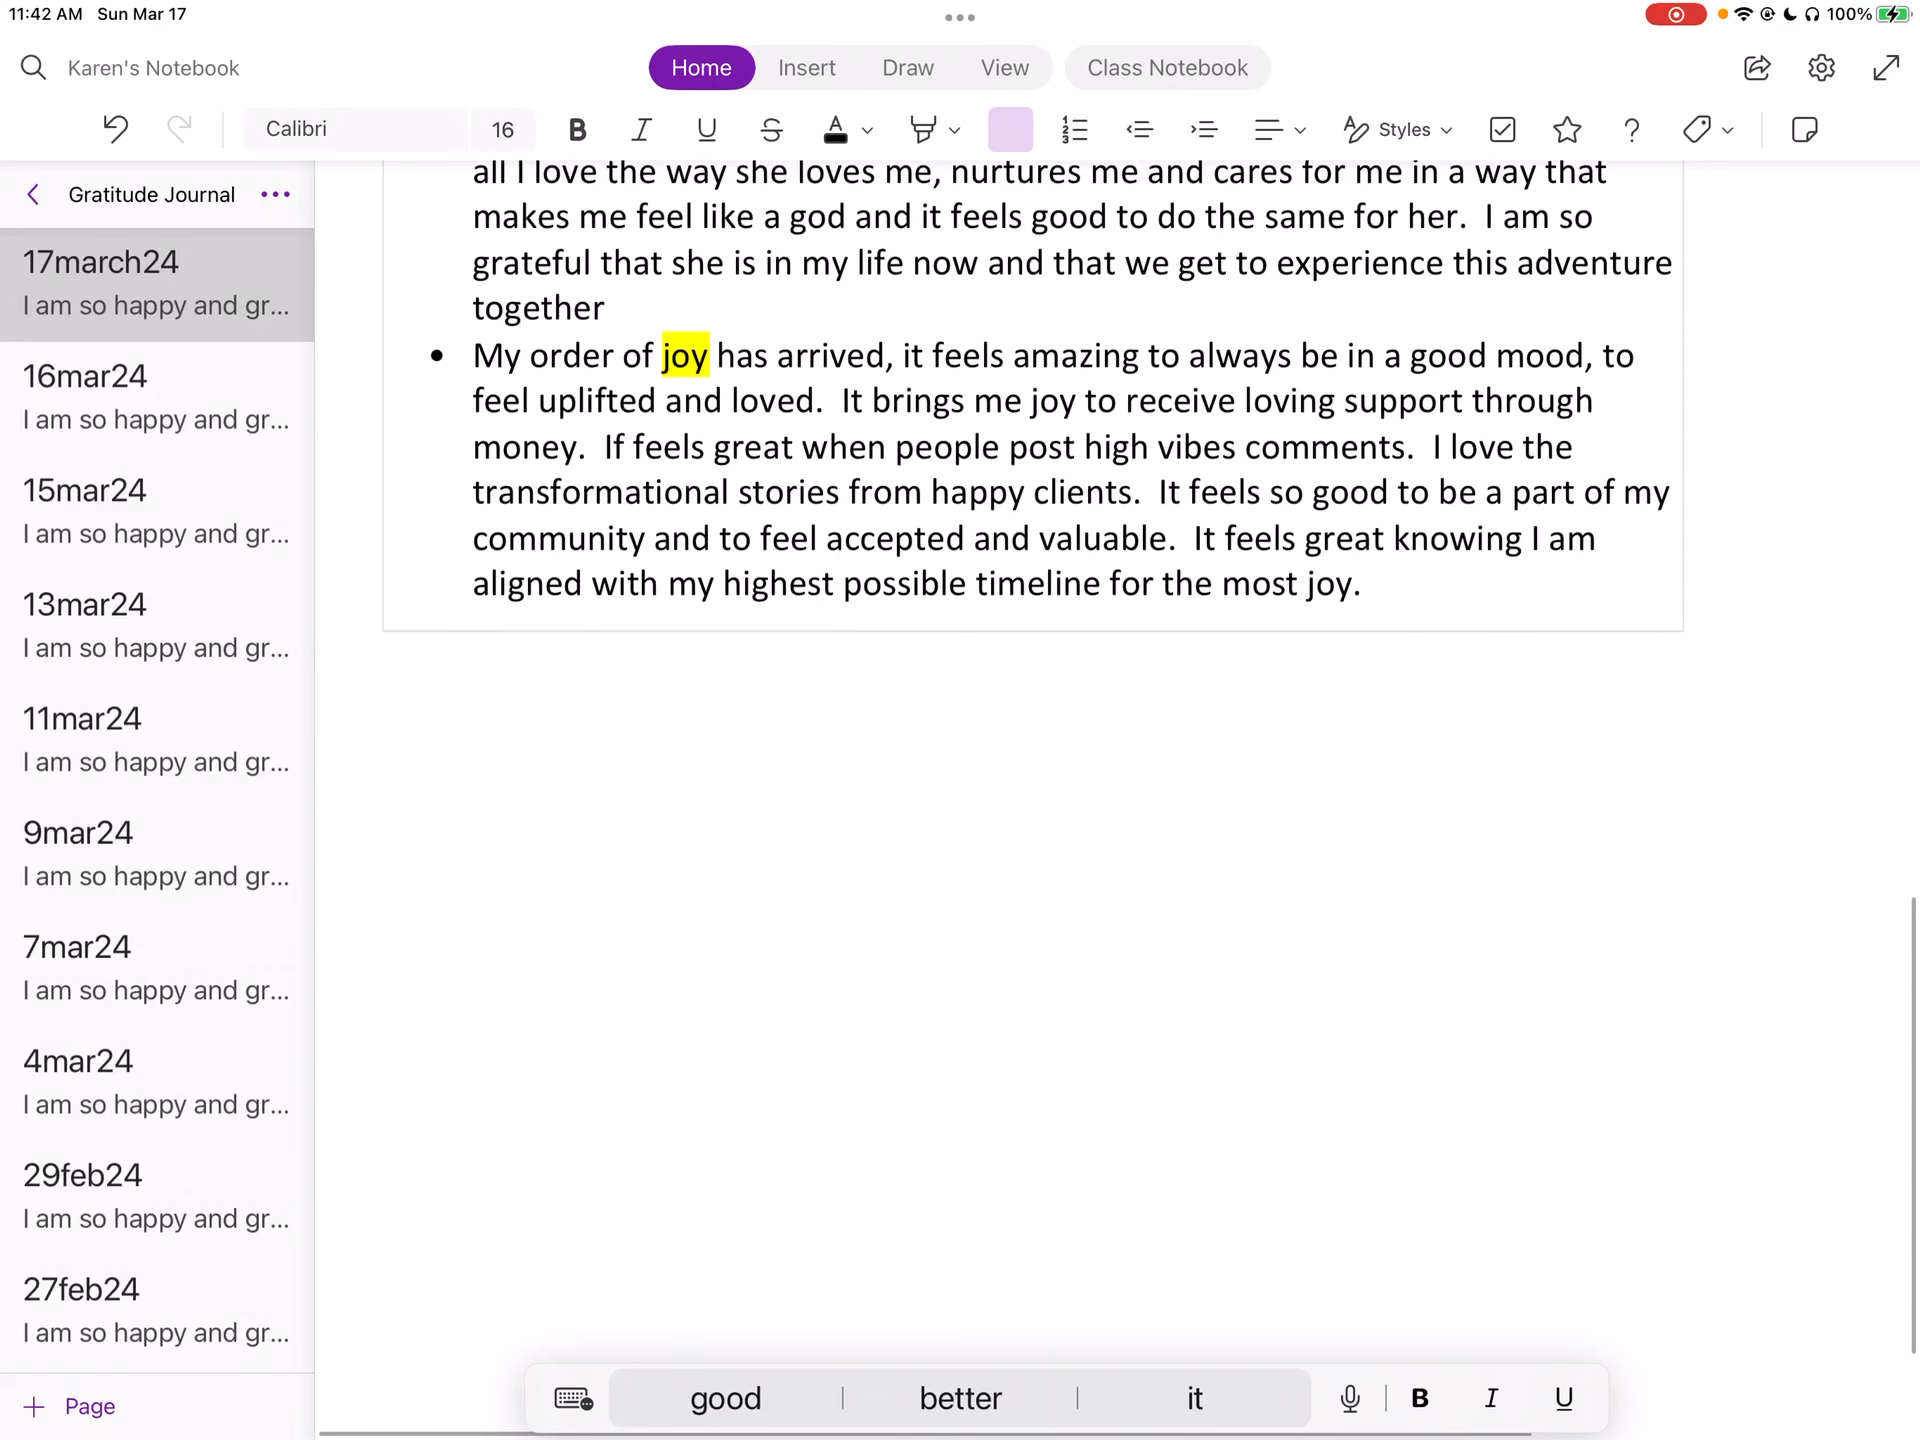 11:42 AM Sun Mar 17
100%
Karen's Notebook
Home Insert Draw View Class Notebook
Calibri 16 B I U S A Styles ?
Gratitude Journal
17march24
I am so happy and gr...
16mar24
I am so happy and gr...
15mar24
I am so happy and gr...
13mar24
I am so happy and gr...
11mar24
I am so happy and gr...
9mar24
I am so happy and gr...
7mar24
I am so happy and gr...
4mar24
I am so happy and gr...
29feb24
I am so happy and gr...
27feb24
I am so happy and gr...
+ Page
all I love the way she loves me, nurtures me and cares for me in a way that
makes me feel like a god and it feels good to do the same for her. I am so
grateful that she is in my life now and that we get to experience this adventure
together
• My order of joy has arrived, it feels amazing to always be in a good mood, to
feel uplifted and loved. It brings me joy to receive loving support through
money. If feels great when people post high vibes comments. I love the
transformational stories from happy clients. It feels so good to be a part of my
community and to feel accepted and valuable. It feels great knowing I am
aligned with my highest possible timeline for the most joy.
good better it B I U